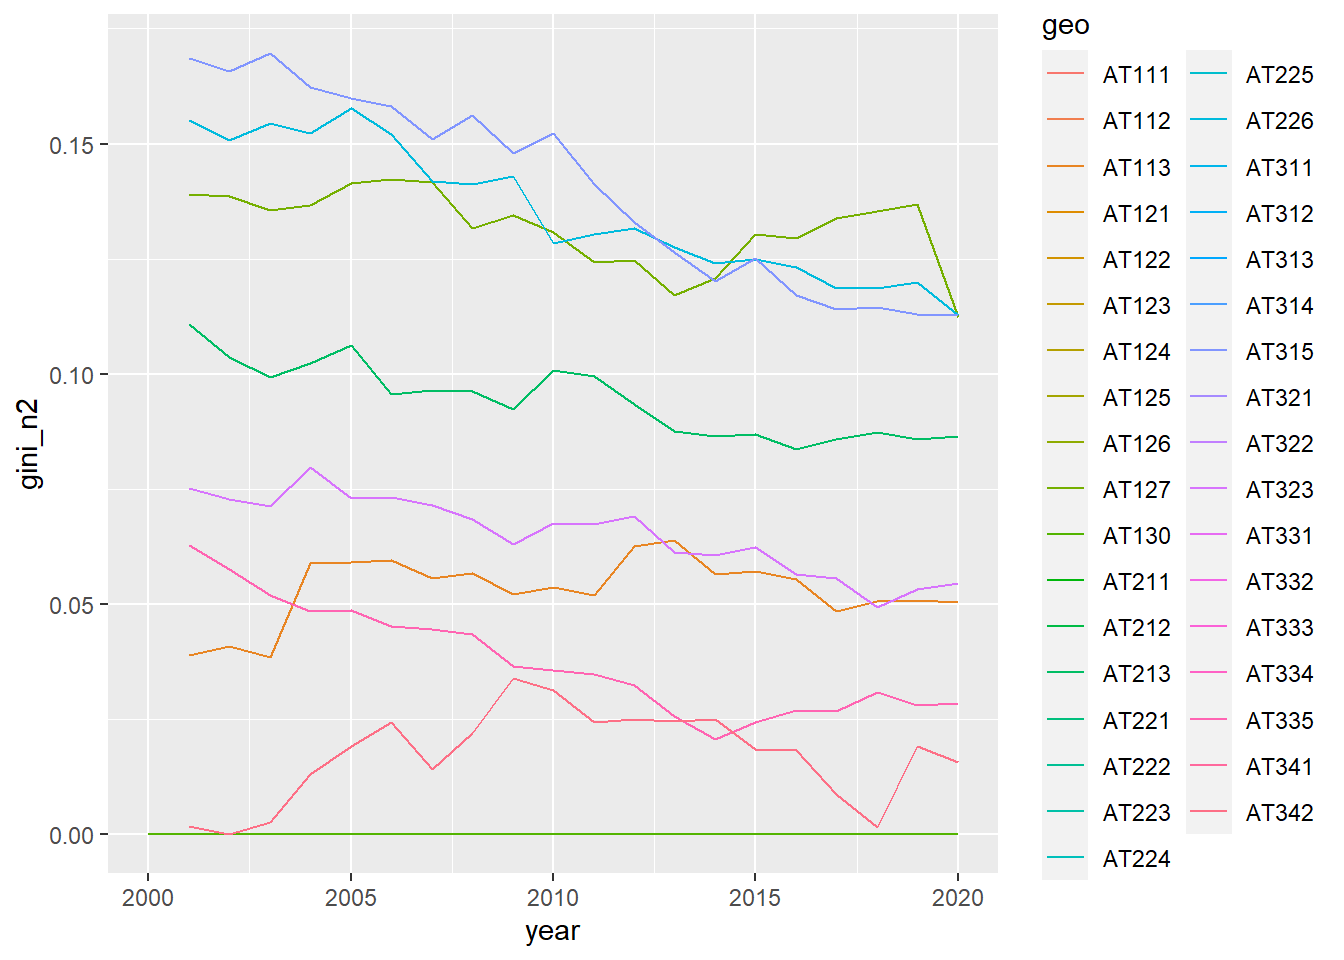 geo
AT111 AT225
AT112 AT226
AT113 AT311
AT121 AT312
AT122 AT313
AT123 AT314
AT124 AT315
AT125 AT321
AT126 AT322
AT127 AT323
AT130 AT331
AT211 AT332
AT212 AT333
AT213 AT334
AT221 AT335
AT222 AT341
AT223 AT342
AT224
0.15
0.10
0.05
0.00
gini_n2
2000 2005 2010 2015 2020
year